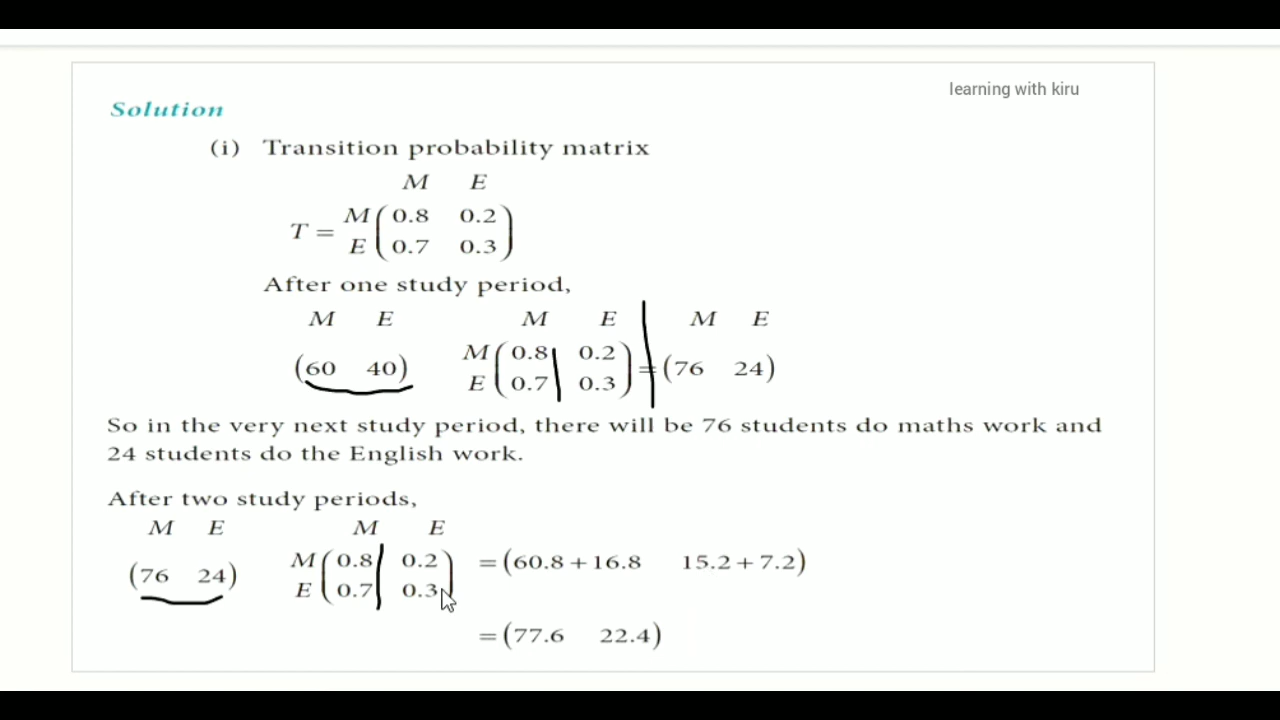 learning with kiru
Solution
(i) Transition probability matrix
M E
T = M (0.8 0.2)
E (0.7 0.3)
After one study period,
M E M E M E
(60 40) M (0.8 0.2) = (76 24)
E (0.7 0.3)
So in the very next study period, there will be 76 students do maths work and
24 students do the English work.
After two study periods,
M E M E
(76 24) M (0.8 0.2) = (60.8 + 16.8 15.2 + 7.2)
E (0.7 0.3)
= (77.6 22.4)